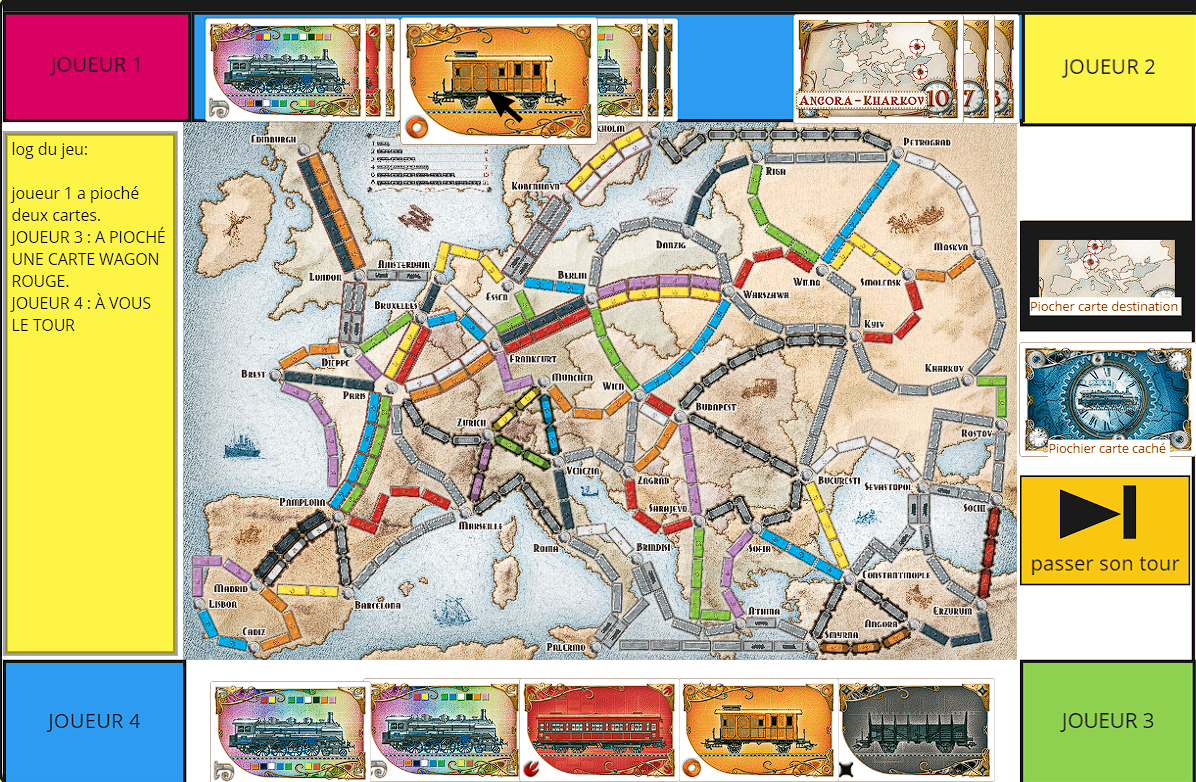 JOUEUR 1
ANCORA-KHARKOV 10
7
8
JOUEUR 2
log du jeu:
joueur 1 a pioché
deux cartes.
JOUEUR 3 : A PIOCHÉ
UNE CARTE WAGON
ROUGE.
JOUEUR 4 : À VOUS
LE TOUR
EDINBURGH
PETROGRAD
RIGA
KOBENHAVN
DANZIG
MOSKVA
AMSTERDAM
LONDON
BERLIN
ESSEN
WILNO
SMOLENSK
WARSZAWA
BRUXELLES
KYIV
DIEPPE
FRANKFURT
BREST
MUNCHEN
WIEN
KHARKOV
PARIS
BUDAPEST
ZURICH
ROSTOV
VENEZIA
ZAGRAB
BUCURESTI
SEVASTOPOL
PAMPLONA
SARAJEVO
SOCHI
MARSEILLE
ROMA
BRINDISI
SOFIA
MADRID
CONSTANTINOPLE
LISBON
BARCELONA
ATHINA
ERZURUM
ANGORA
CADIZ
SMYRNA
PALERMO
Piocher carte destination
Piochier carte caché
passer son tour
JOUEUR 4
JOUEUR 3